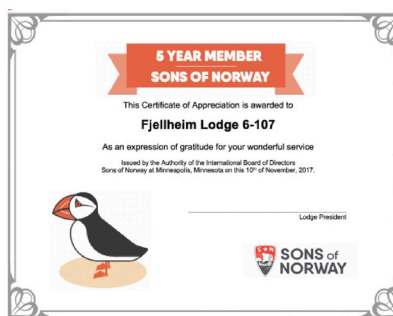 5 YEAR MEMBER
SONS OF NORWAY
This Certificate of Appreciation is awarded to
Fjellheim Lodge 6-107
As an expression of gratitude for your wonderful service
Issued by the Authority of the International Board of Directors
Sons of Norway at Minneapolis, Minnesota on this 10th of November, 2017.
Lodge President
SONS of
NORWAY